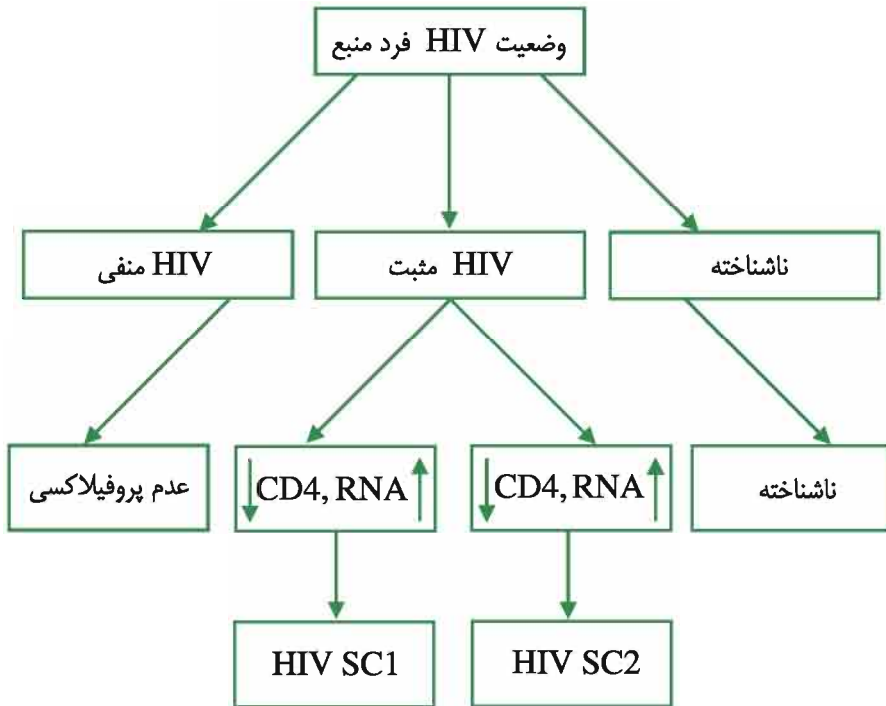 وضعیت HIV فرد منبع
ناشناخته
HIV مثبت
HIV منفی
ناشناخته
↓CD4, RNA↑
↓CD4, RNA↑
عدم پروفیلاکسی
HIV SC2
HIV SC1